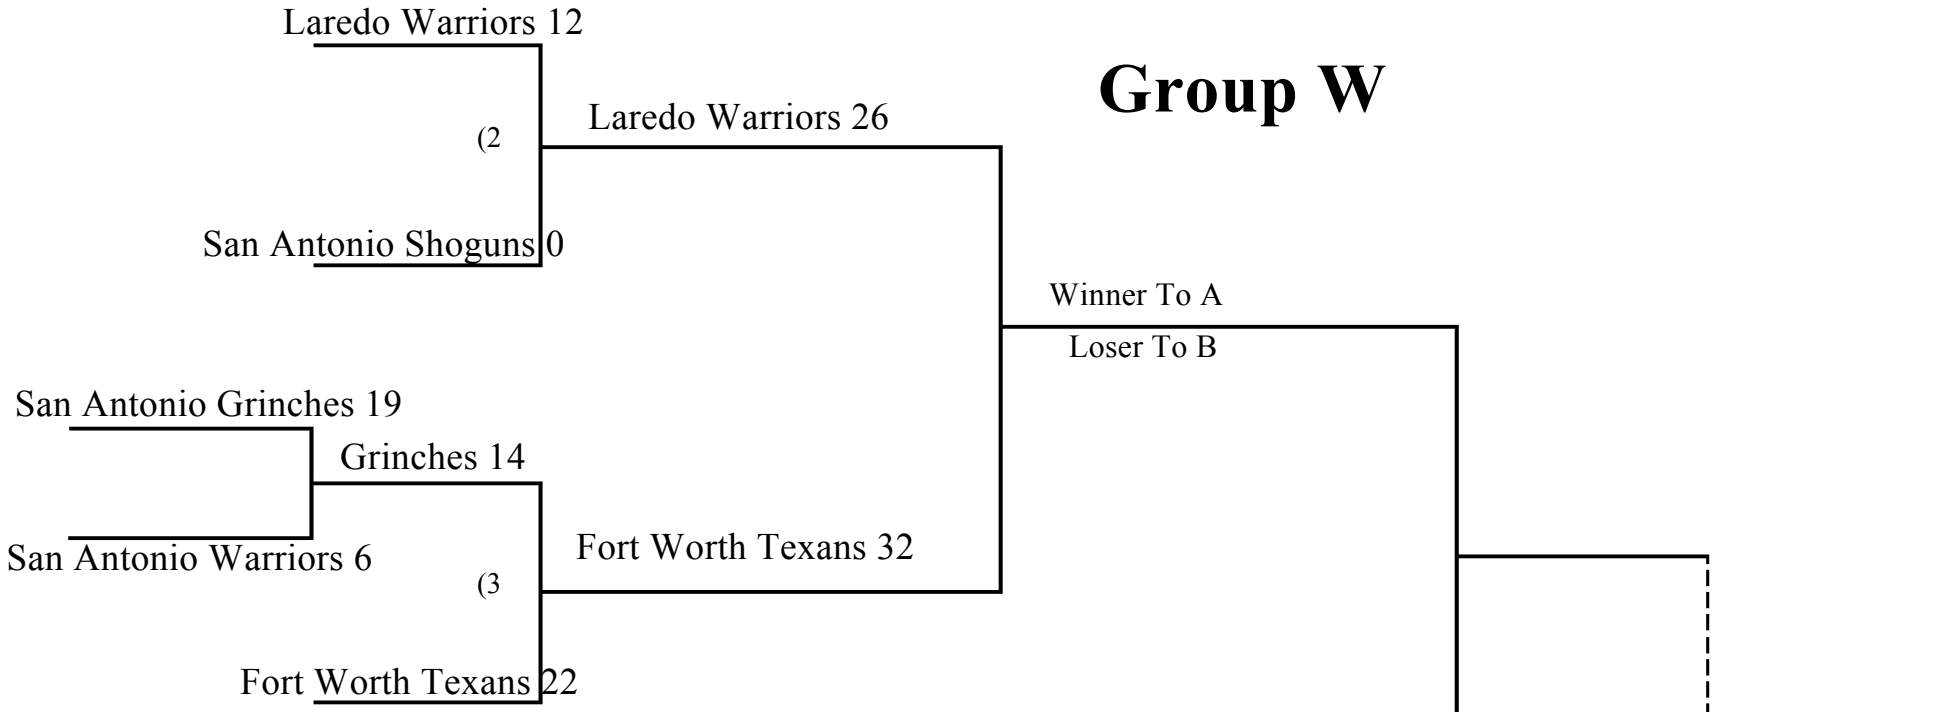 Laredo Warriors 12
Group W
Laredo Warriors 26
(2
San Antonio Shoguns 0
Winner To A
Loser To B
San Antonio Grinches 19
Grinches 14
Fort Worth Texans 32
San Antonio Warriors 6
(3
Fort Worth Texans 22